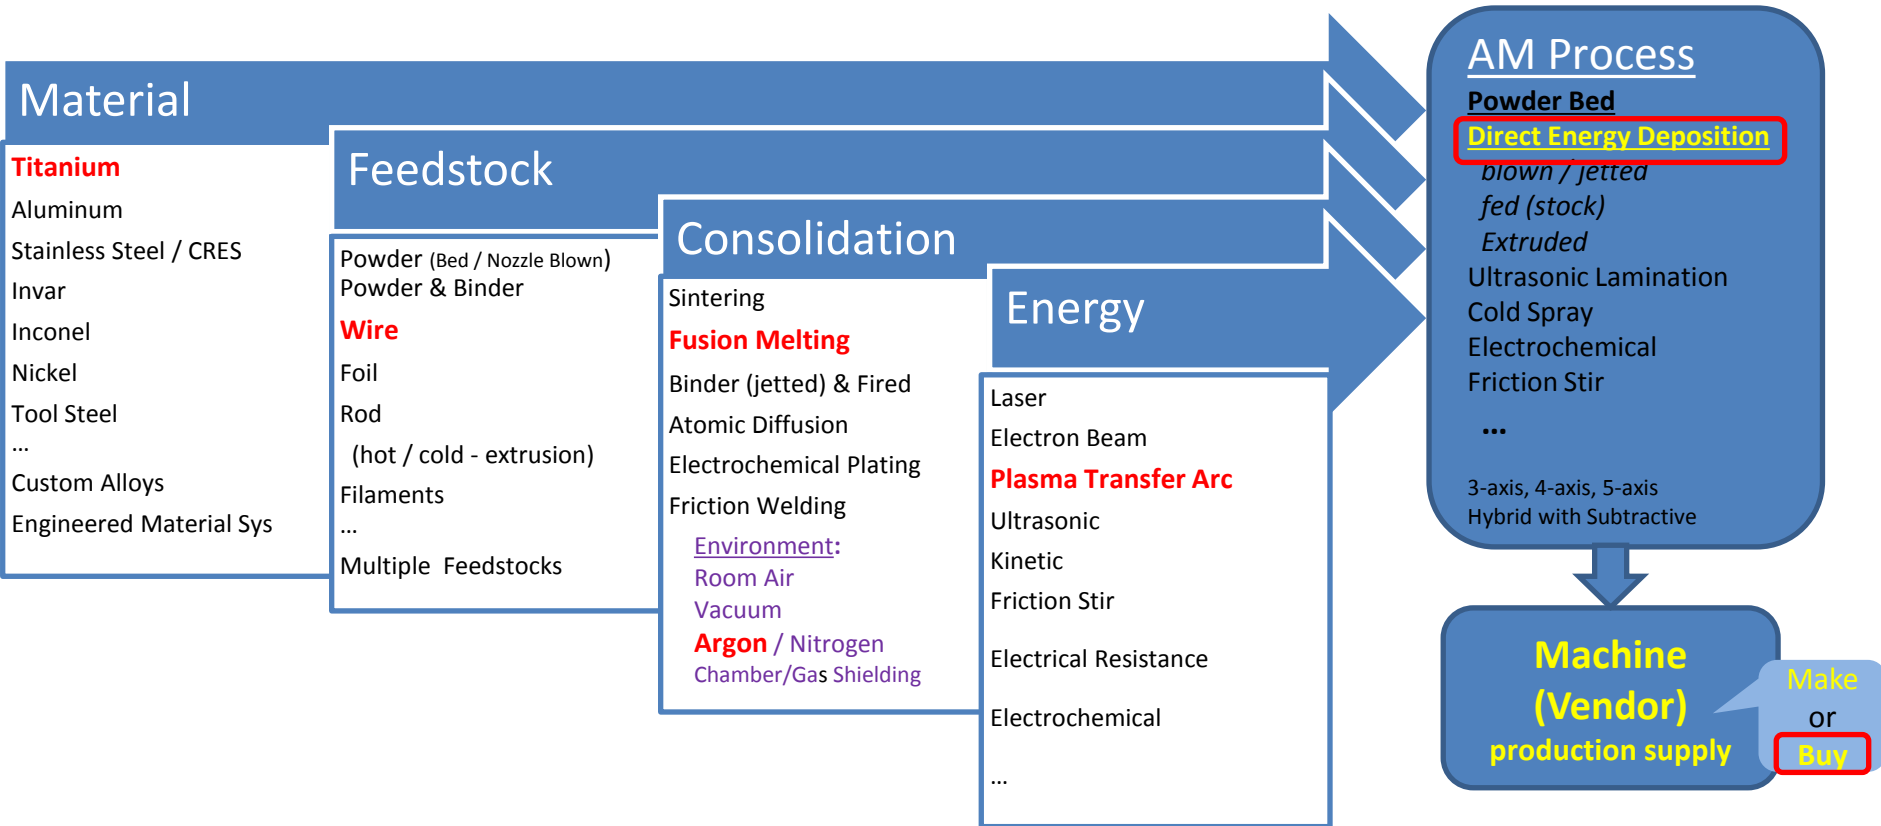 Material
Titanium
Aluminum
Stainless Steel / CRES
Invar
Inconel
Nickel
Tool Steel
...
Custom Alloys
Engineered Material Sys
Feedstock
Powder (Bed / Nozzle Blown)
Powder & Binder
Wire
Foil
Rod
(hot / cold - extrusion)
Filaments
...
Multiple Feedstocks
Consolidation
Sintering
Fusion Melting
Binder (jetted) & Fired
Atomic Diffusion
Electrochemical Plating
Friction Welding
Environment:
Room Air
Vacuum
Argon / Nitrogen
Chamber/Gas Shielding
Energy
Laser
Electron Beam
Plasma Transfer Arc
Ultrasonic
Kinetic
Friction Stir
Electrical Resistance
Electrochemical
...
AM Process
Powder Bed
Direct Energy Deposition
blown / jetted
fed (stock)
Extruded
Ultrasonic Lamination
Cold Spray
Electrochemical
Friction Stir
...
3-axis, 4-axis, 5-axis
Hybrid with Subtractive
Machine
(Vendor)
production supply
Make
or
Buy